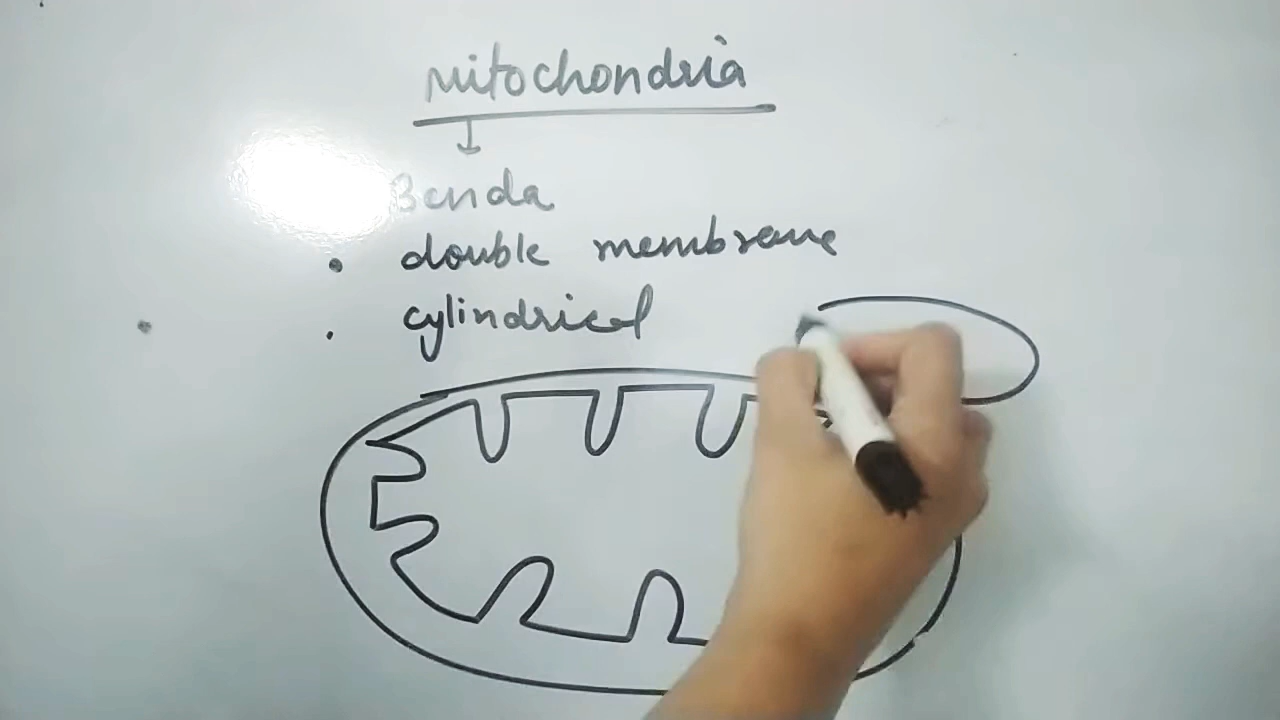 Mitochondria
Benda
• double membrane
• cylindrical